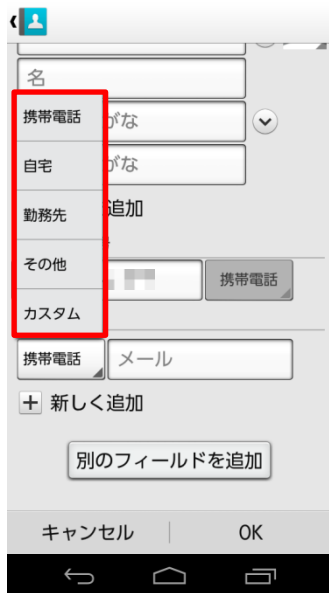 名
携帯電話
がな
自宅
がな
勤務先
追加
その他
携帯電話
カスタム
携帯電話
メール
新しく追加
別のフィールドを追加
キャンセル
OK